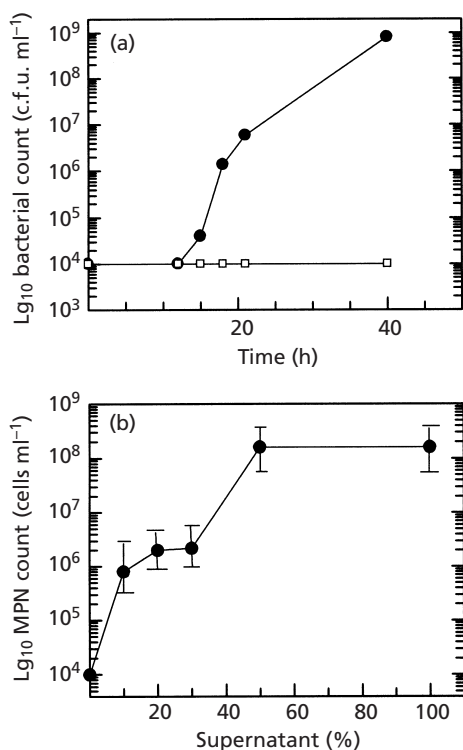 (a)
Lg₁₀ bacterial count (c.f.u. ml⁻¹)
10⁹
10⁸
10⁷
10⁶
10⁵
10⁴
10³
20 40
Time (h)
(b)
Lg₁₀ MPN count (cells ml⁻¹)
10⁹
10⁸
10⁷
10⁶
10⁵
10⁴
20 40 60 80 100
Supernatant (%)